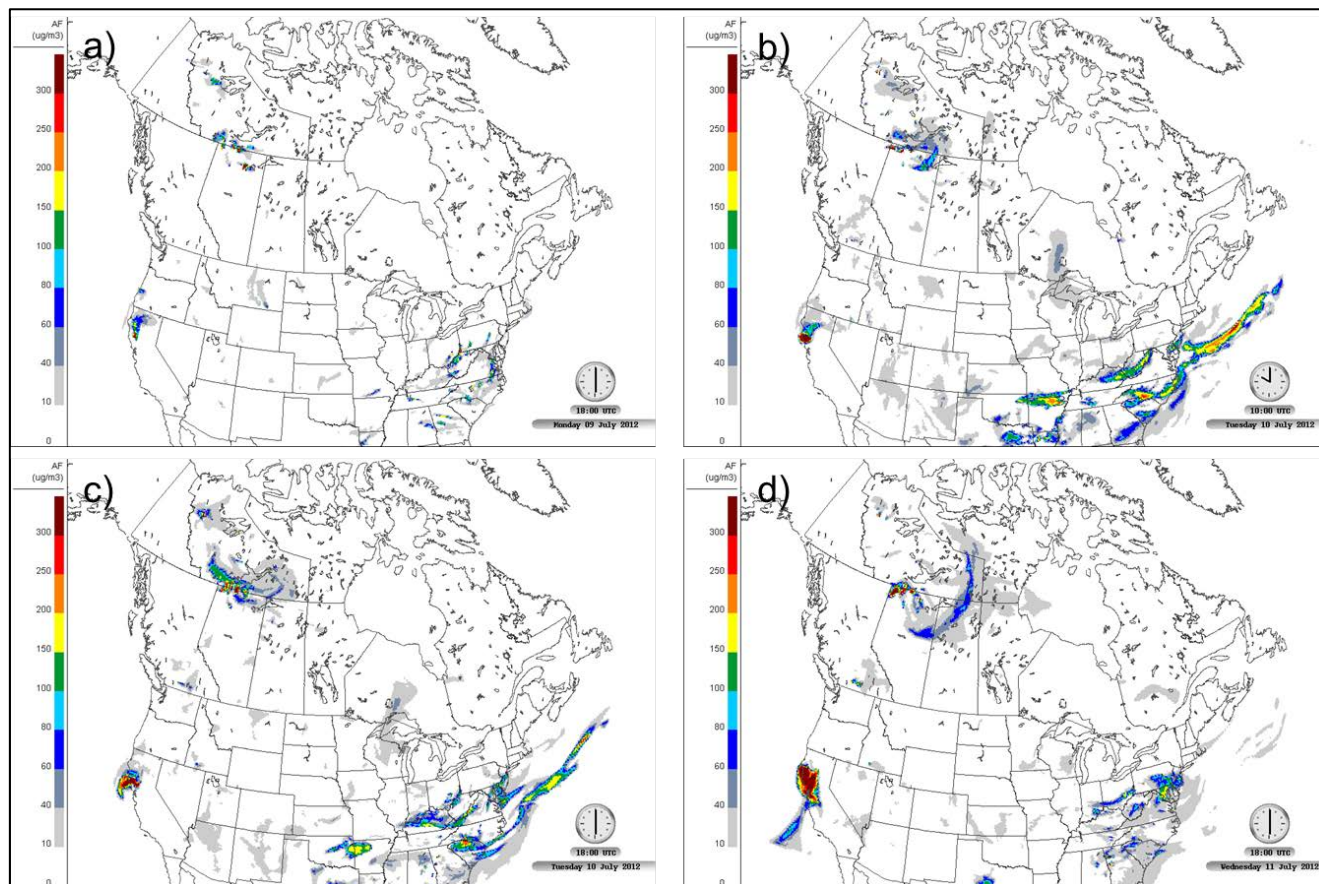 a)
AF
(ug/m3)
300
250
200
150
100
80
60
40
10
0
18:00 UTC
Monday 09 July 2012
b)
AF
(ug/m3)
300
250
200
150
100
80
60
40
10
0
10:00 UTC
Tuesday 10 July 2012
c)
AF
(ug/m3)
300
250
200
150
100
80
60
40
10
0
18:00 UTC
Tuesday 10 July 2012
d)
AF
(ug/m3)
300
250
200
150
100
80
60
40
10
0
18:00 UTC
Wednesday 11 July 2012